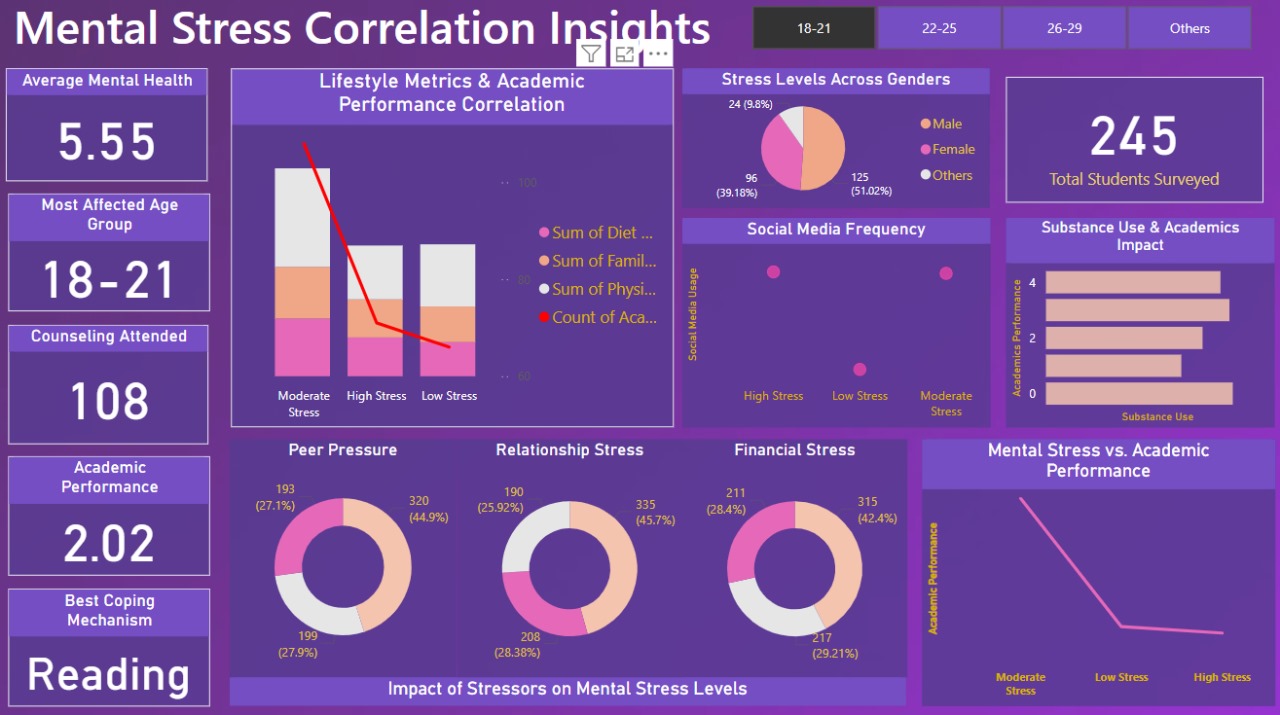 Mental Stress Correlation Insights
18-21
22-25
26-29
Others
Average Mental Health
5.55
Most Affected Age
Group
18-21
Counseling Attended
108
Academic
Performance
2.02
Best Coping
Mechanism
Reading
Lifestyle Metrics & Academic
Performance Correlation
100
80
60
Moderate
Stress
High Stress
Low Stress
Sum of Diet ...
Sum of Famil...
Sum of Physi...
Count of Aca...
Stress Levels Across Genders
24 (9.8%)
96
(39.18%)
125
(51.02%)
Male
Female
Others
245
Total Students Surveyed
Social Media Frequency
Social Media Usage
High Stress
Low Stress
Moderate
Stress
Substance Use & Academics
Impact
Academics Performance
4
2
0
Substance Use
Peer Pressure
193
(27.1%)
320
(44.9%)
199
(27.9%)
Relationship Stress
190
(25.92%)
335
(45.7%)
208
(28.38%)
Financial Stress
211
(28.4%)
315
(42.4%)
217
(29.21%)
Impact of Stressors on Mental Stress Levels
Mental Stress vs. Academic
Performance
Academic Performance
Moderate
Stress
Low Stress
High Stress